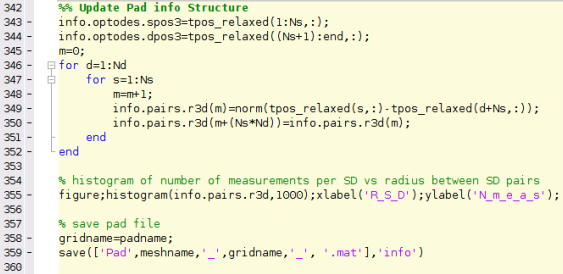 342 %% Update Pad info Structure
343 - info.optodes.spos3=tpos_relaxed(1:Ns,:);
344 - info.optodes.dpos3=tpos_relaxed((Ns+1):end,:);
345 - m=0;
346 - for d=1:Nd
347 - for s=1:Ns
348 - m=m+1;
349 - info.pairs.r3d(m)=norm(tpos_relaxed(s,:)-tpos_relaxed(d+Ns,:));
350 - info.pairs.r3d(m+(Ns*Nd))=info.pairs.r3d(m);
351 - end
352 - end
353
354 % histogram of number of measurements per SD vs radius between SD pairs
355 - figure;histogram(info.pairs.r3d,1000);xlabel('R_S_D');ylabel('N_m_e_a_s');
356
357 % save pad file
358 - gridname=padname;
359 - save(['Pad',meshname,'_',gridname,'_', '.mat'],'info')
360